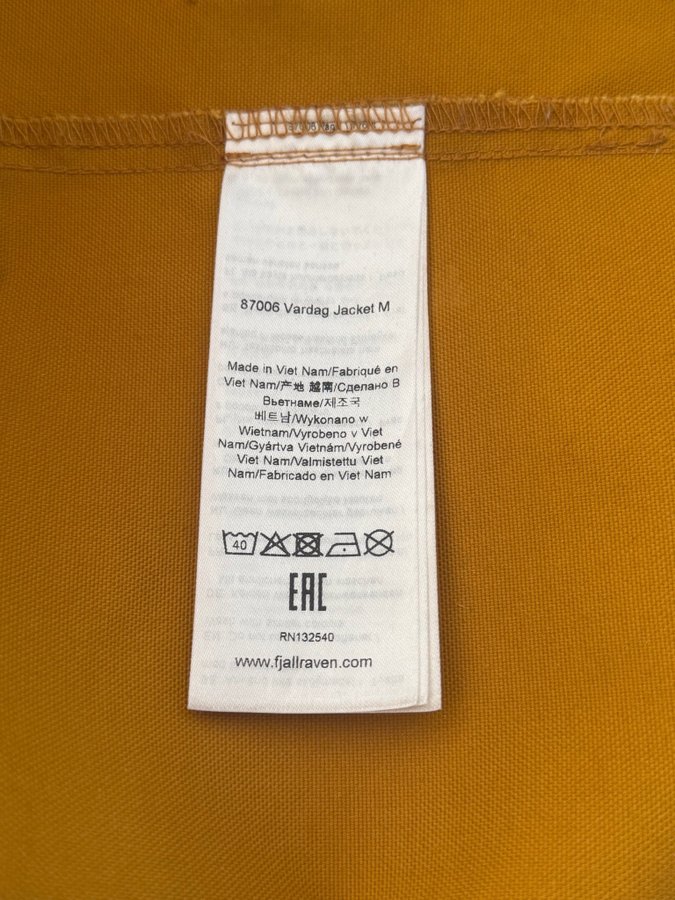 87006 Vardag Jacket M
Made in Viet Nam/Fabriqué en
Viet Nam/产地 越南/Сделано В
Вьетнаме/제조국
베트남/Wykonano w
Wietnam/Vyrobeno v Viet
Nam/Gyártva Vietnám/Vyrobené
Viet Nam/Valmistettu Viet
Nam/Fabricado en Viet Nam
40
EAC
RN132540
www.fjallraven.com